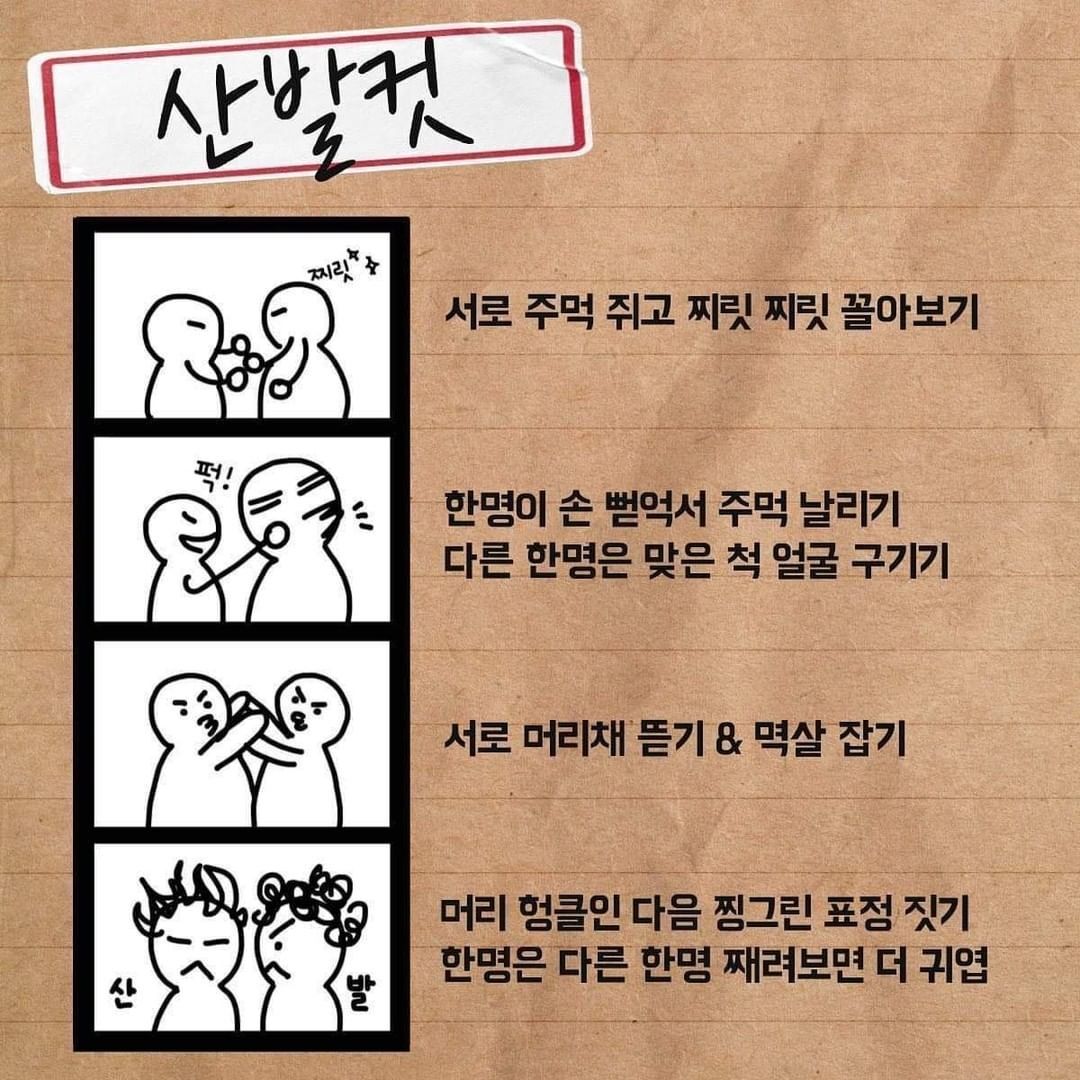 산발컷
찌릿
서로 주먹 쥐고 찌릿 찌릿 꼴아보기
퍽!
한명이 손 뻗억서 주먹 날리기
다른 한명은 맞은 척 얼굴 구기기
서로 머리채 뜯기 & 멱살 잡기
머리 헝클인 다음 찡그린 표정 짓기
한명은 다른 한명 째려보면 더 귀엽
산
발